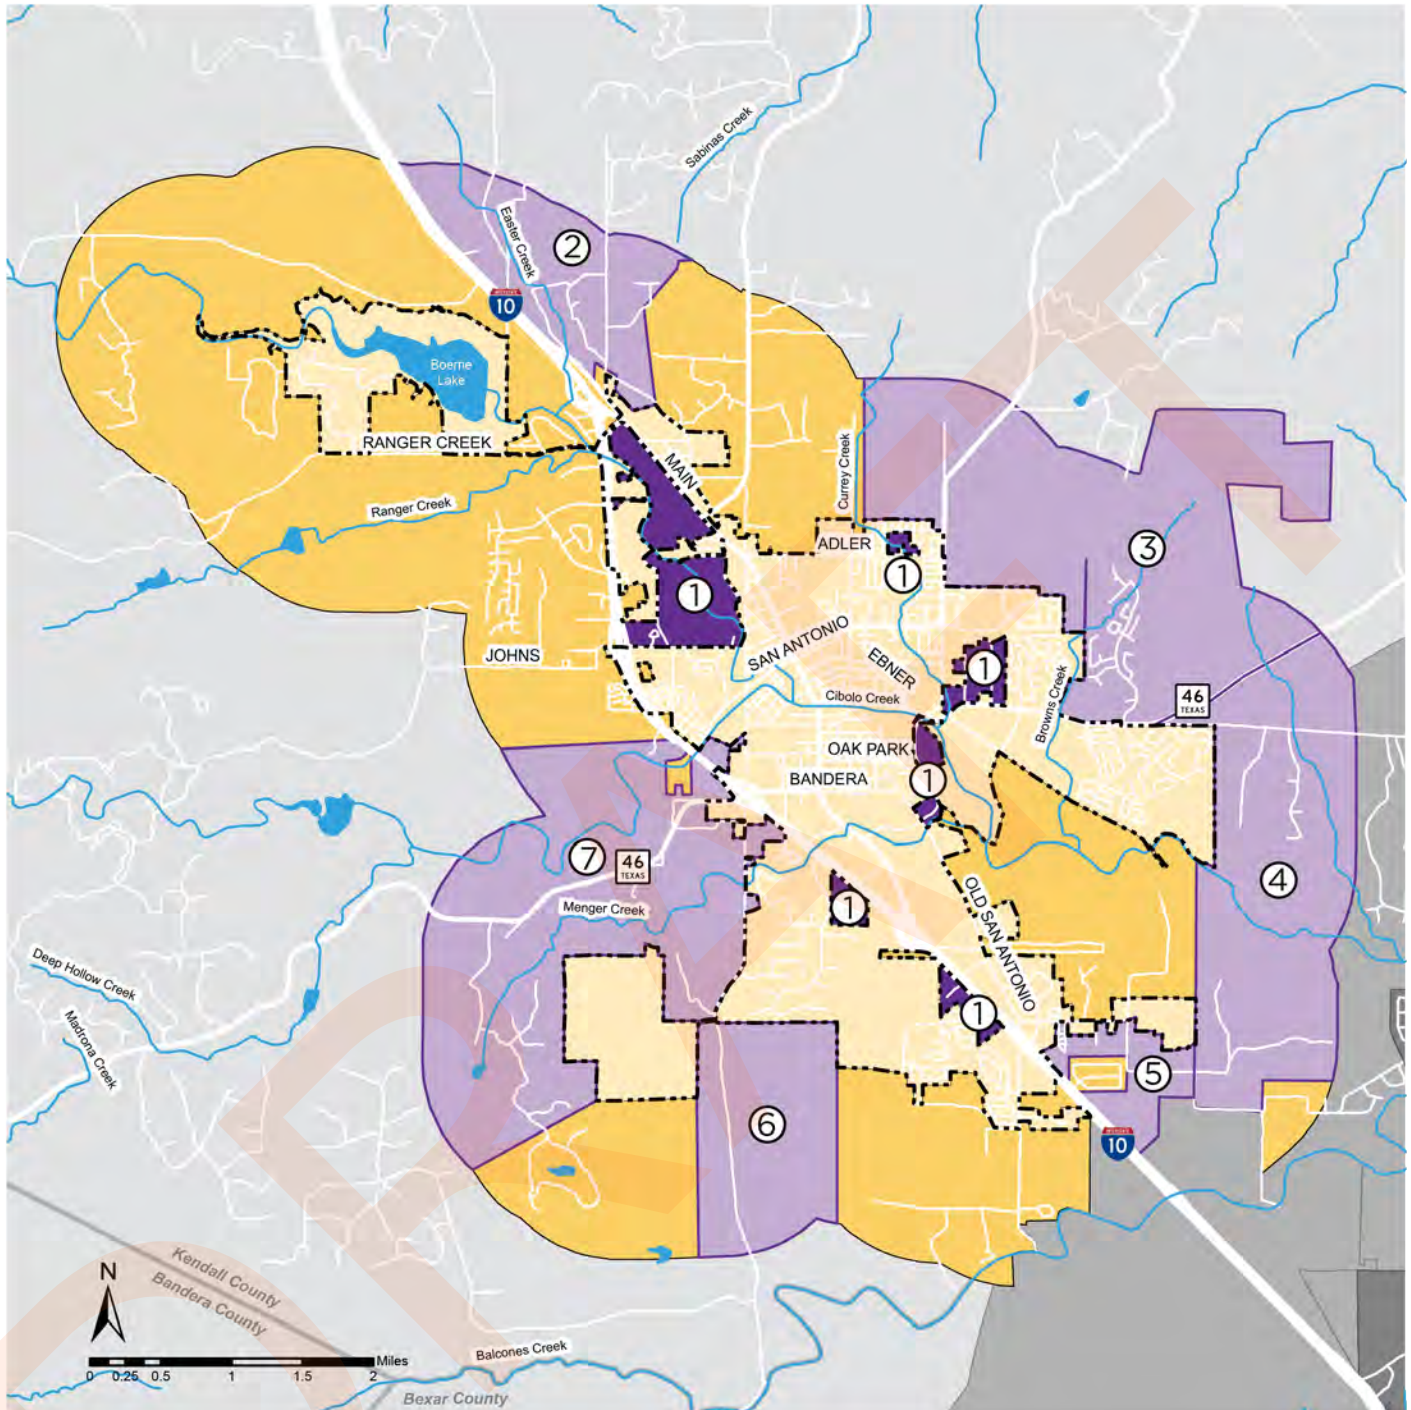 Sabinas Creek
Easter Creek
2
10
Boerne
Lake
RANGER CREEK
MAIN
Currey Creek
Ranger Creek
ADLER
3
1
1
JOHNS
SAN ANTONIO
EBNER
1
Cibolo Creek
Browns Creek
46
TEXAS
OAK PARK
BANDERA
1
7
46
TEXAS
4
Menger Creek
1
OLD SAN ANTONIO
Deep Hollow Creek
Madrona Creek
1
5
6
10
Kendall County
Bandera County
N
Miles
0 0.25 0.5 1 1.5 2
Balcones Creek
Bexar County
DRAFT